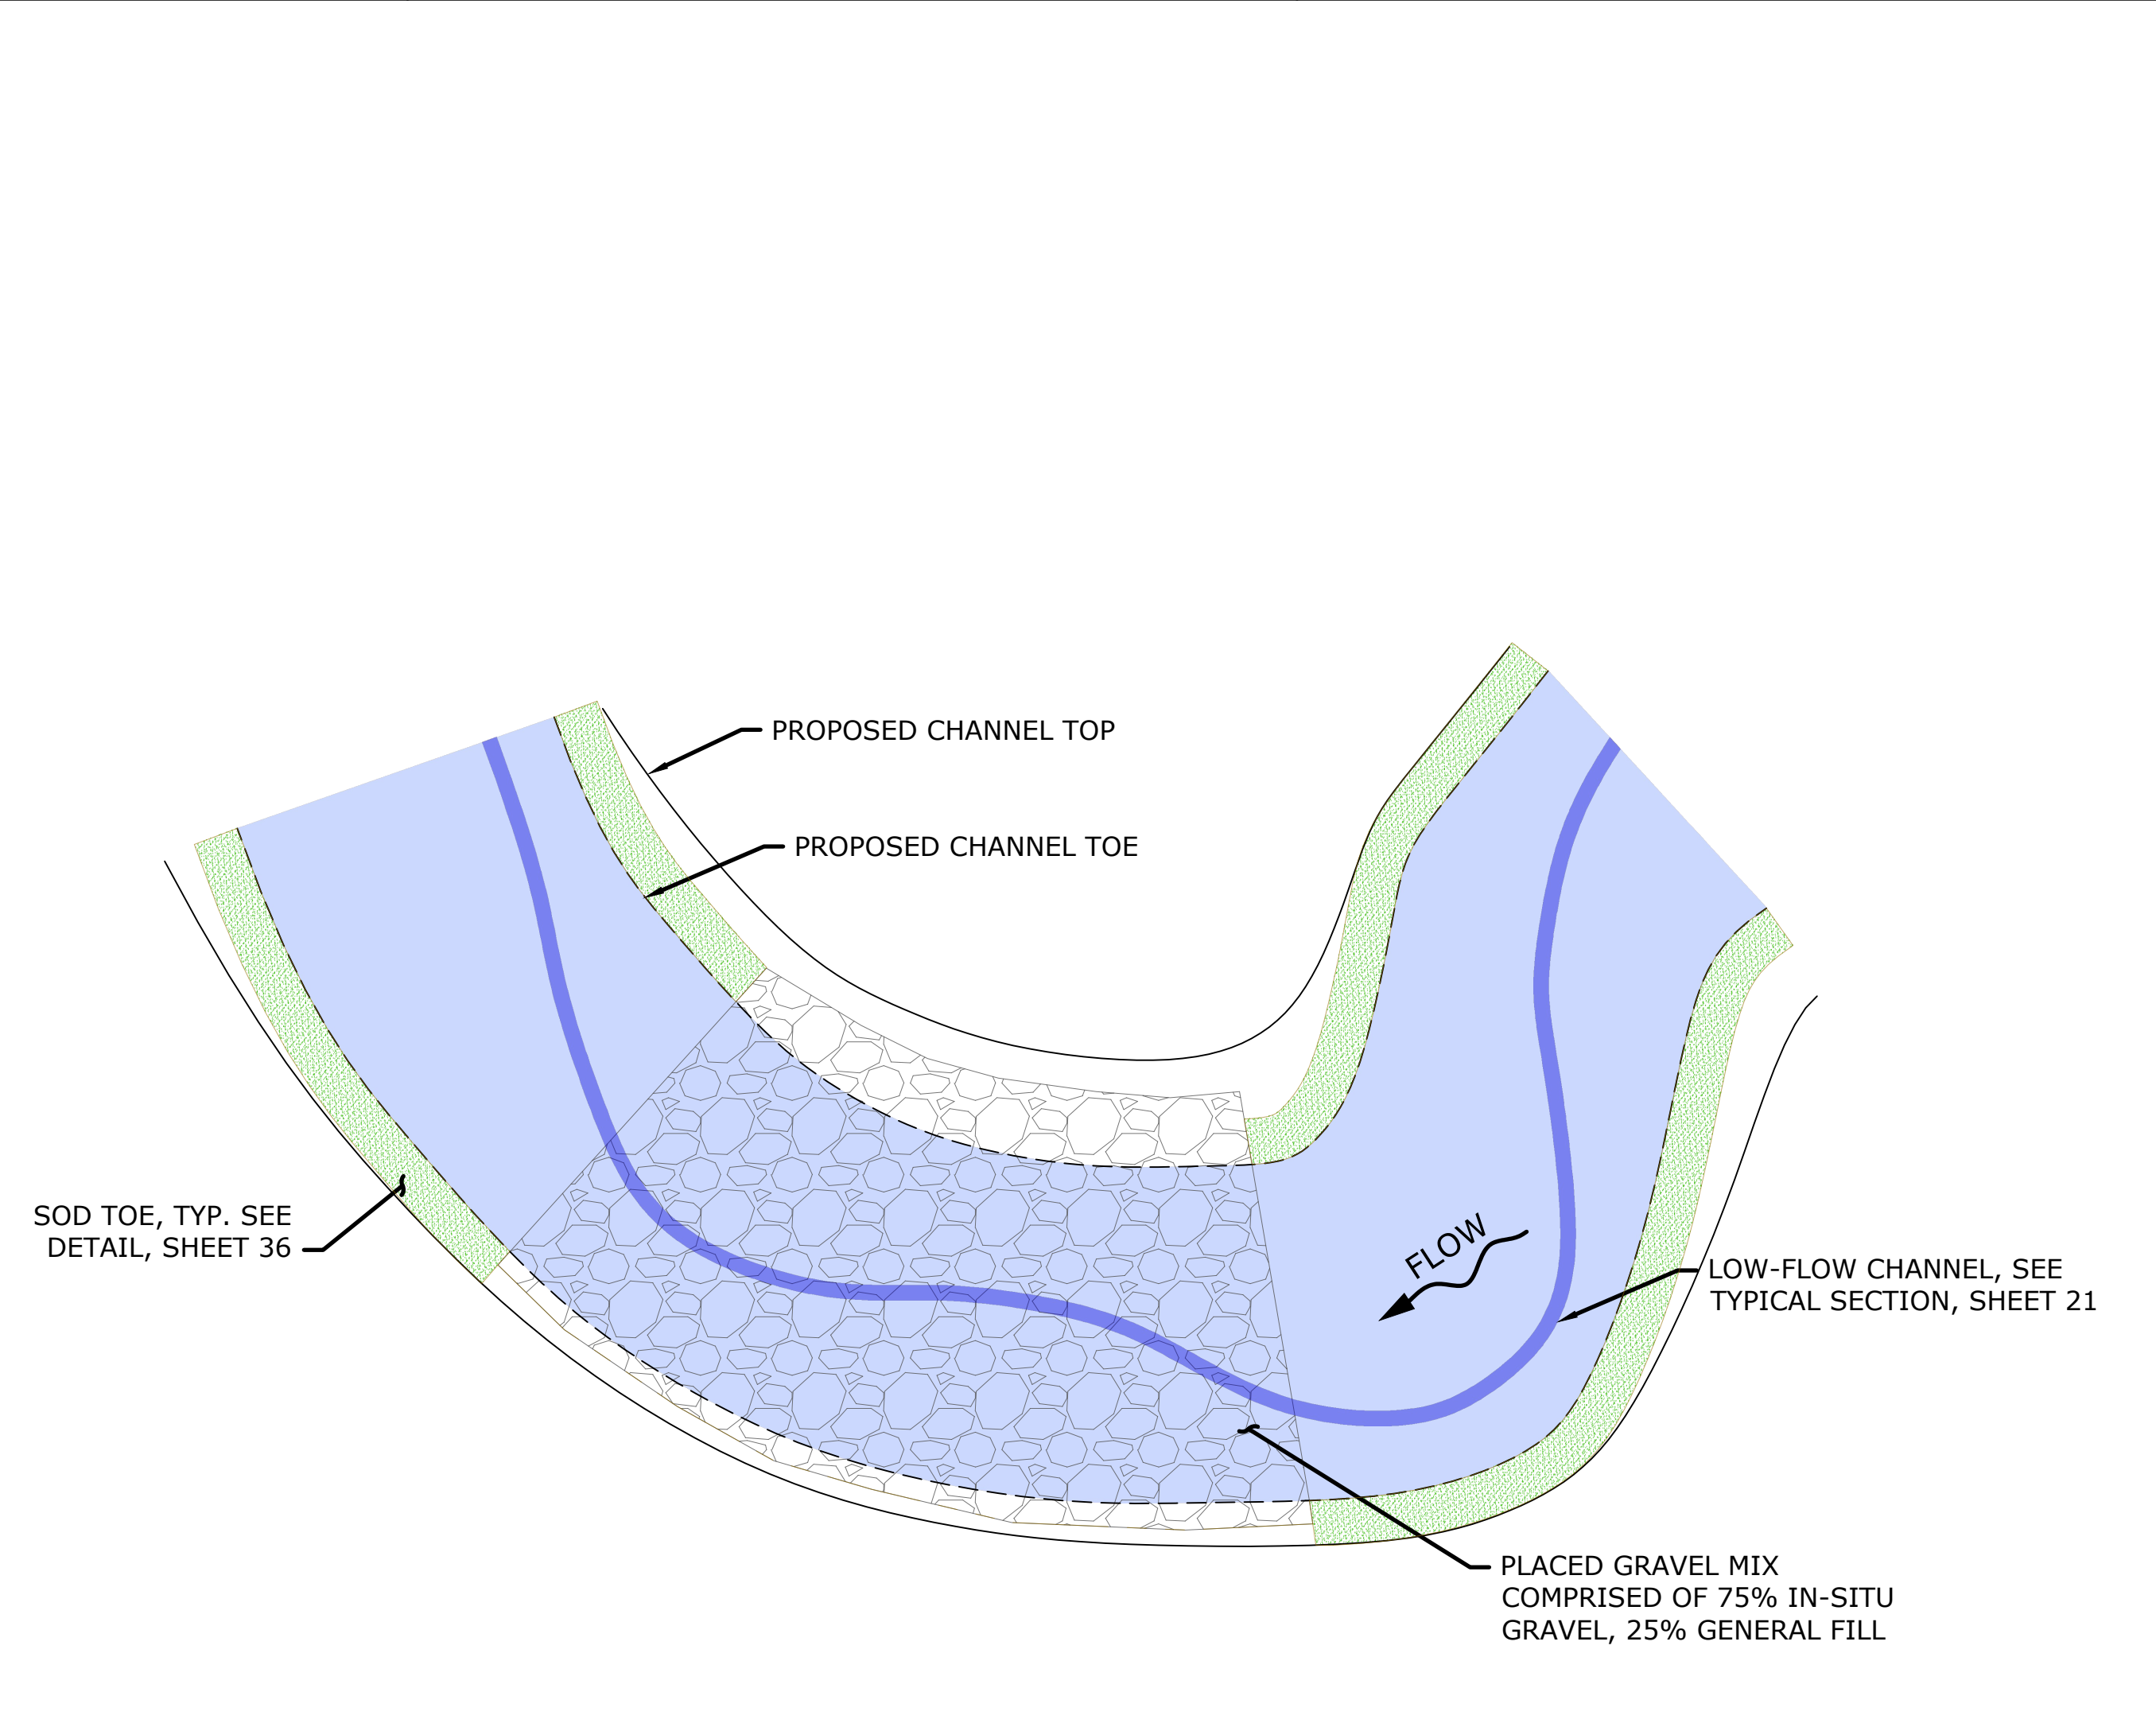 PROPOSED CHANNEL TOP
PROPOSED CHANNEL TOE
SOD TOE, TYP. SEE
DETAIL, SHEET 36
FLOW
LOW-FLOW CHANNEL, SEE
TYPICAL SECTION, SHEET 21
PLACED GRAVEL MIX
COMPRISED OF 75% IN-SITU
GRAVEL, 25% GENERAL FILL